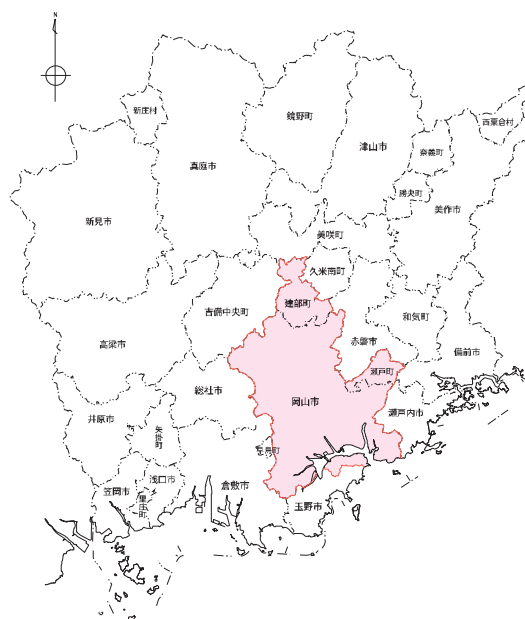 N
新庄村
鏡野町
西粟倉村
真庭市
津山市
奈義町
勝央町
新見市
美作市
美咲町
久米南町
建部町
吉備中央町
和気町
高梁市
赤磐市
備前市
瀬戸町
総社市
岡山市
瀬戸内市
井原市
矢掛町
早島町
浅口市
倉敷市
笠岡市
里庄町
玉野市